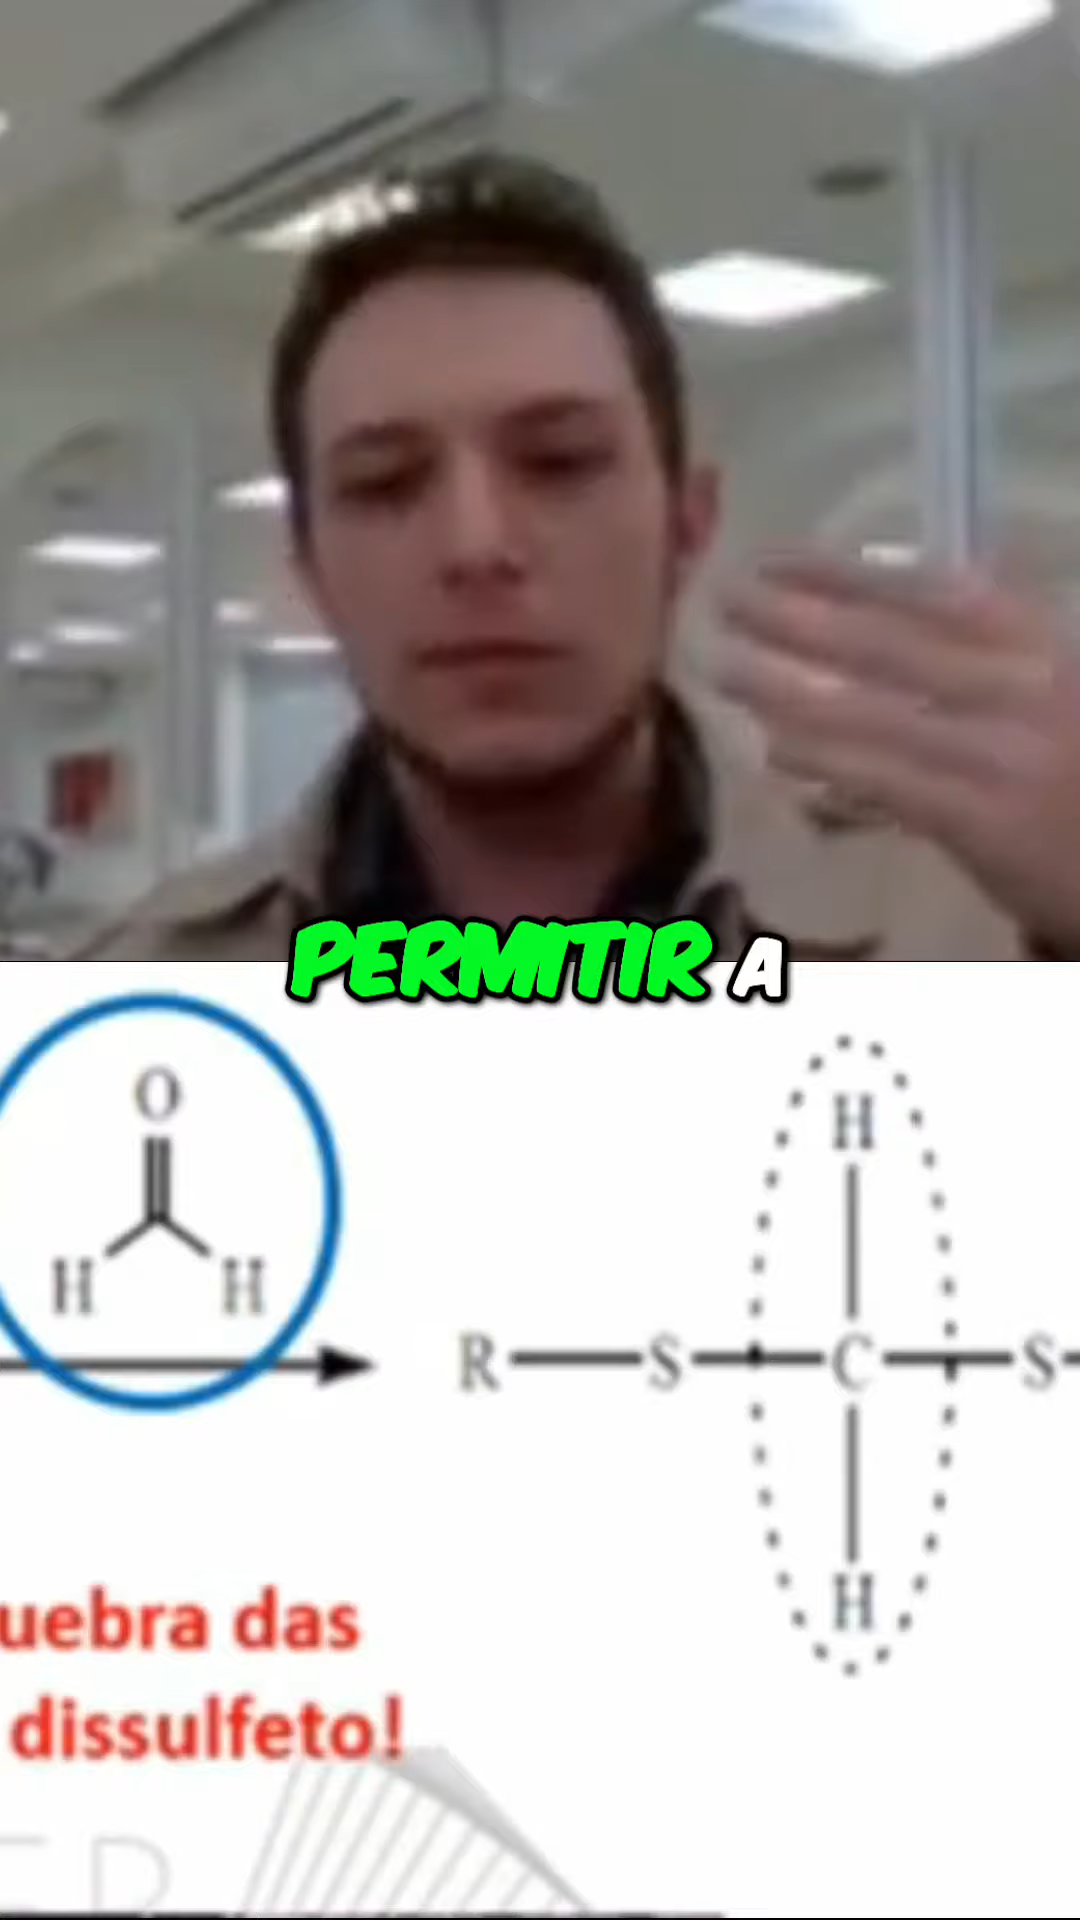 PERMITIR A
O
H H
H
R S C S
H
uebra das
dissulfeto!